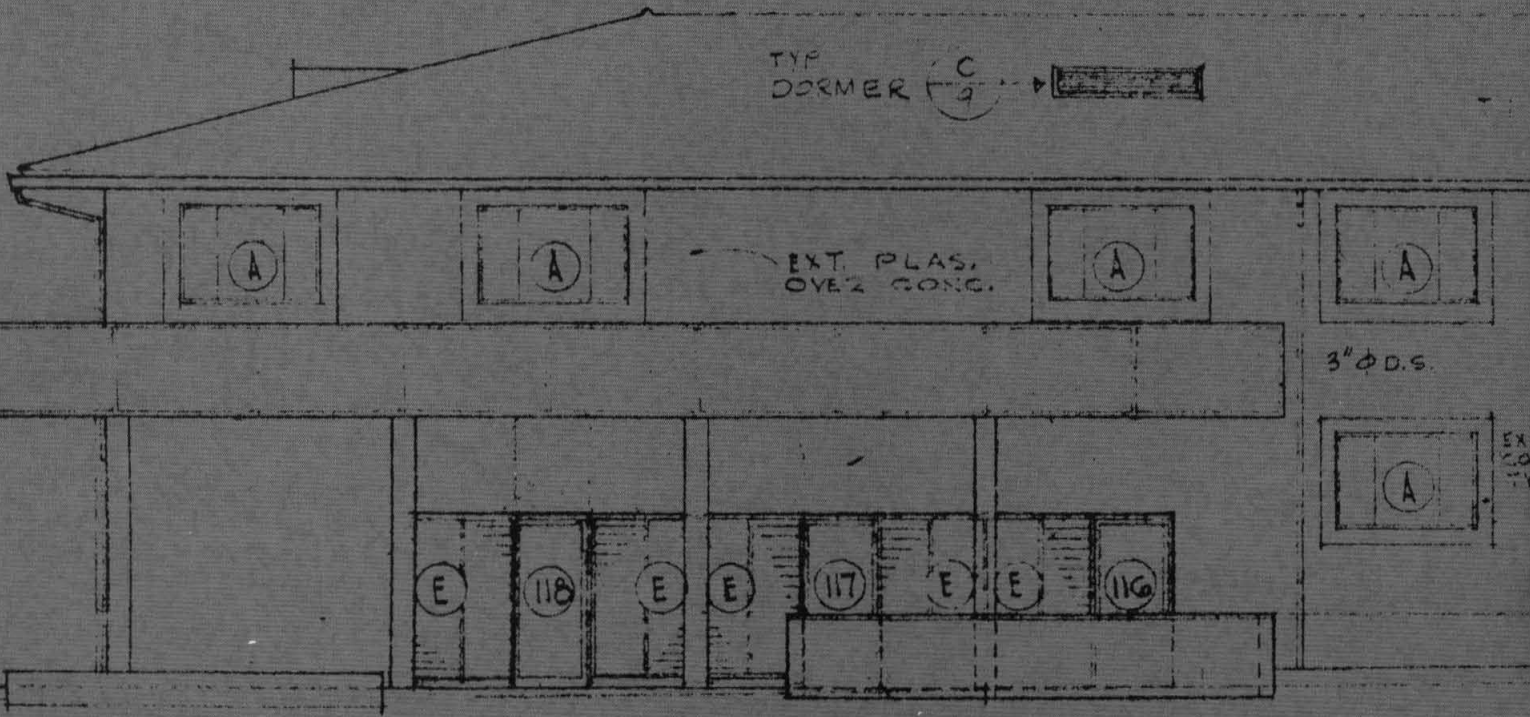 TYP
DORMER
C
9
A
A
EXT. PLAS.
OVER CONC.
A
A
3"Ø D.S.
A
E
118
E
E
117
E
E
116